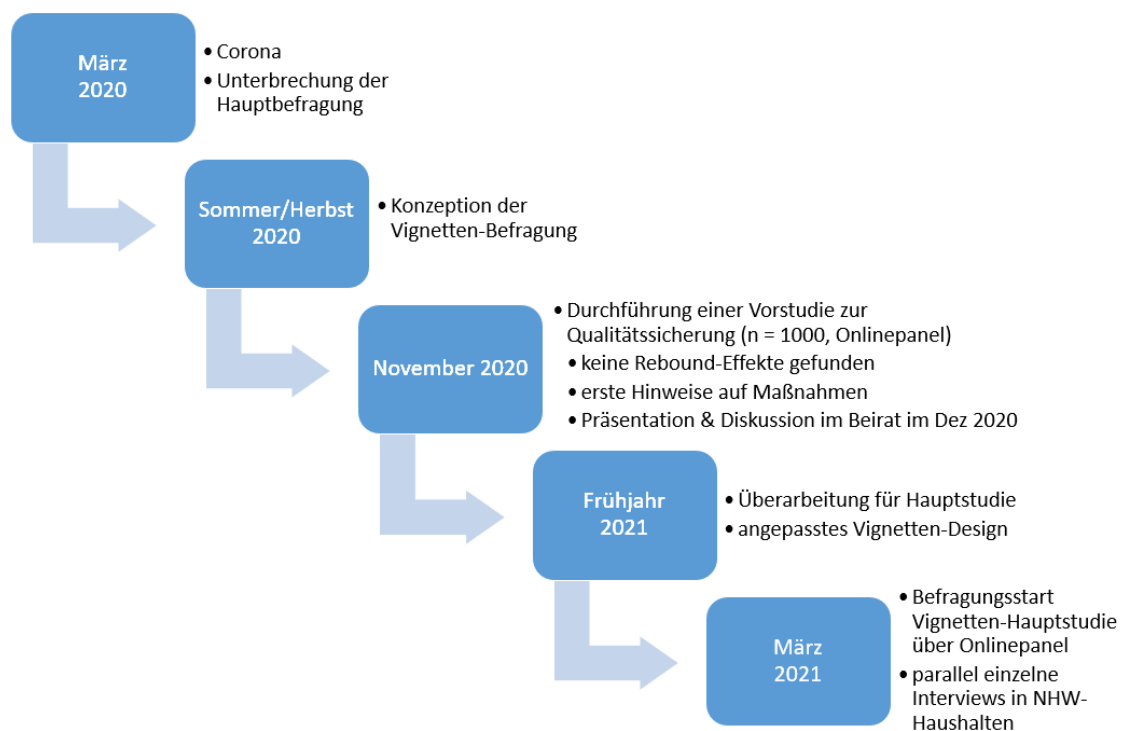 März
2020
• Corona
• Unterbrechung der
Hauptbefragung
Sommer/Herbst
2020
• Konzeption der
Vignetten-Befragung
November 2020
• Durchführung einer Vorstudie zur
Qualitätssicherung (n = 1000, Onlinepanel)
• keine Rebound-Effekte gefunden
• erste Hinweise auf Maßnahmen
• Präsentation & Diskussion im Beirat im Dez 2020
Frühjahr
2021
• Überarbeitung für Hauptstudie
• angepasstes Vignetten-Design
März
2021
• Befragungsstart
Vignetten-Hauptstudie
über Onlinepanel
• parallel einzelne
Interviews in NHW-
Haushalten